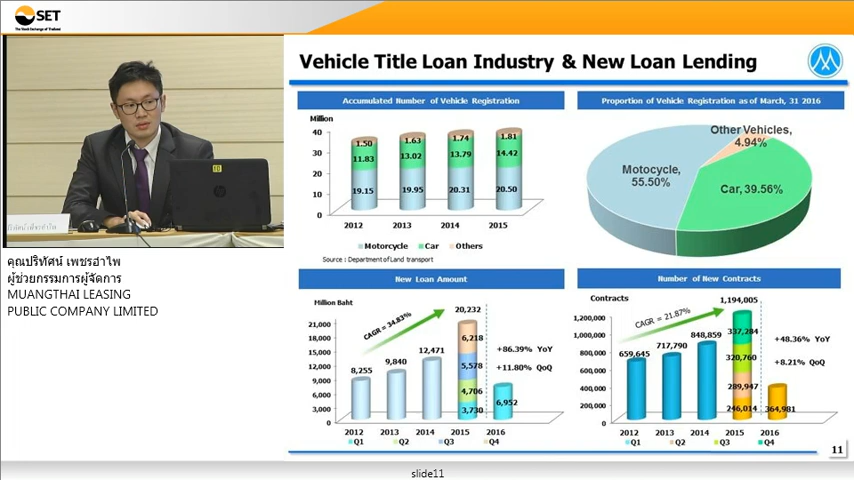 SET
The Stock Exchange of Thailand
คุณปริทัศน์ เพชรอำไพ
ผู้ช่วยกรรมการผู้จัดการ
MUANGTHAI LEASING
PUBLIC COMPANY LIMITED
Vehicle Title Loan Industry & New Loan Lending
Accumulated Number of Vehicle Registration
Million
40
30
20
10
0
1.50
1.63
1.74
1.81
11.83
13.02
13.79
14.42
19.15
19.95
20.31
20.50
2012
2013
2014
2015
Motorcycle
Car
Others
Source : Department of Land transport
Proportion of Vehicle Registration as of March, 31 2016
Other Vehicles,
4.94%
Motocycle,
55.50%
Car, 39.56%
New Loan Amount
Million Baht
21,000
18,000
15,000
12,000
9,000
6,000
3,000
0
CAGR = 34.83%
8,255
9,840
12,471
20,232
6,218
5,578
4,706
3,730
6,952
+86.39% YoY
+11.80% QoQ
2012
2013
2014
2015
2016
Q1
Q2
Q3
Q4
Number of New Contracts
Contracts
1,200,000
1,000,000
800,000
600,000
400,000
200,000
0
CAGR = 21.87%
659,645
717,790
848,859
1,194,005
337,284
320,760
289,947
246,014
364,981
+48.36% YoY
+8.21% QoQ
2012
2013
2014
2015
2016
Q1
Q2
Q3
Q4
11
slide11